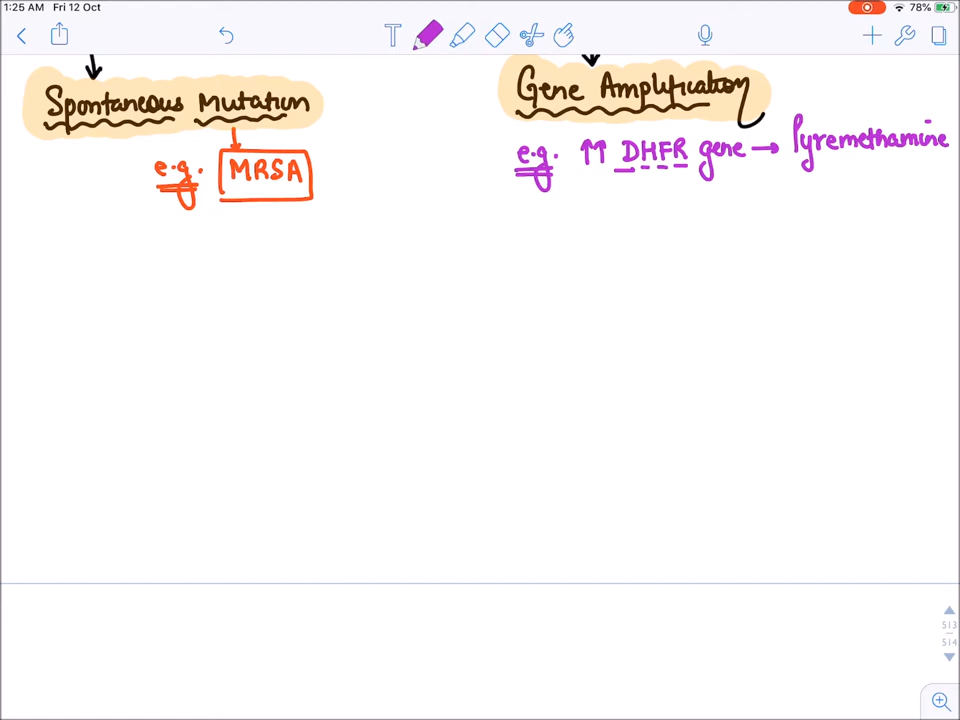 1:25 AM Fri 12 Oct
78%
T
Spontaneous Mutation
e.g. MRSA
Gene Amplification
e.g. ↑↑ DHFR gene → Pyremethamine
513
514